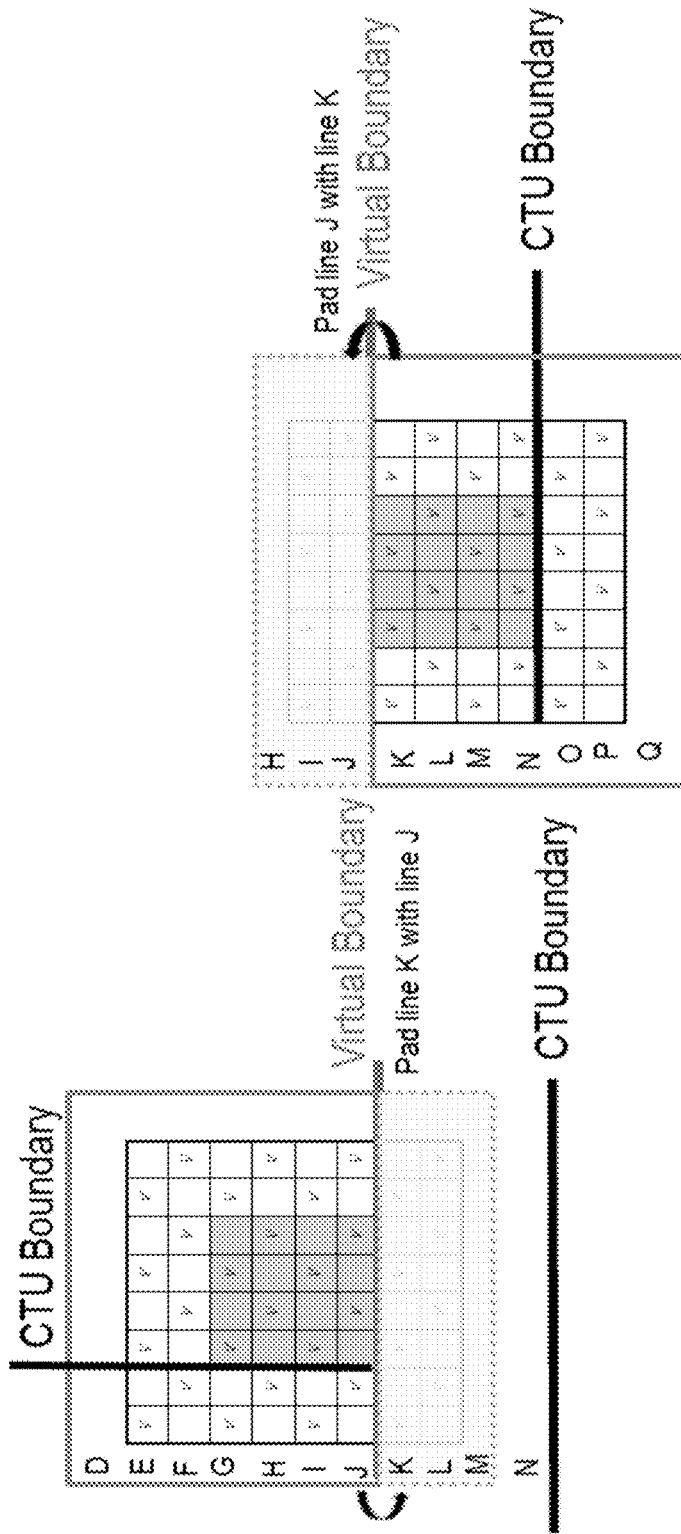 CTU Boundary
D
E
F
G
H
I
J
K
L
M
N
Virtual Boundary
Pad line K with line J
CTU Boundary
H
I
J
K
L
M
N
O
P
Q
Pad line J with line K
Virtual Boundary
CTU Boundary